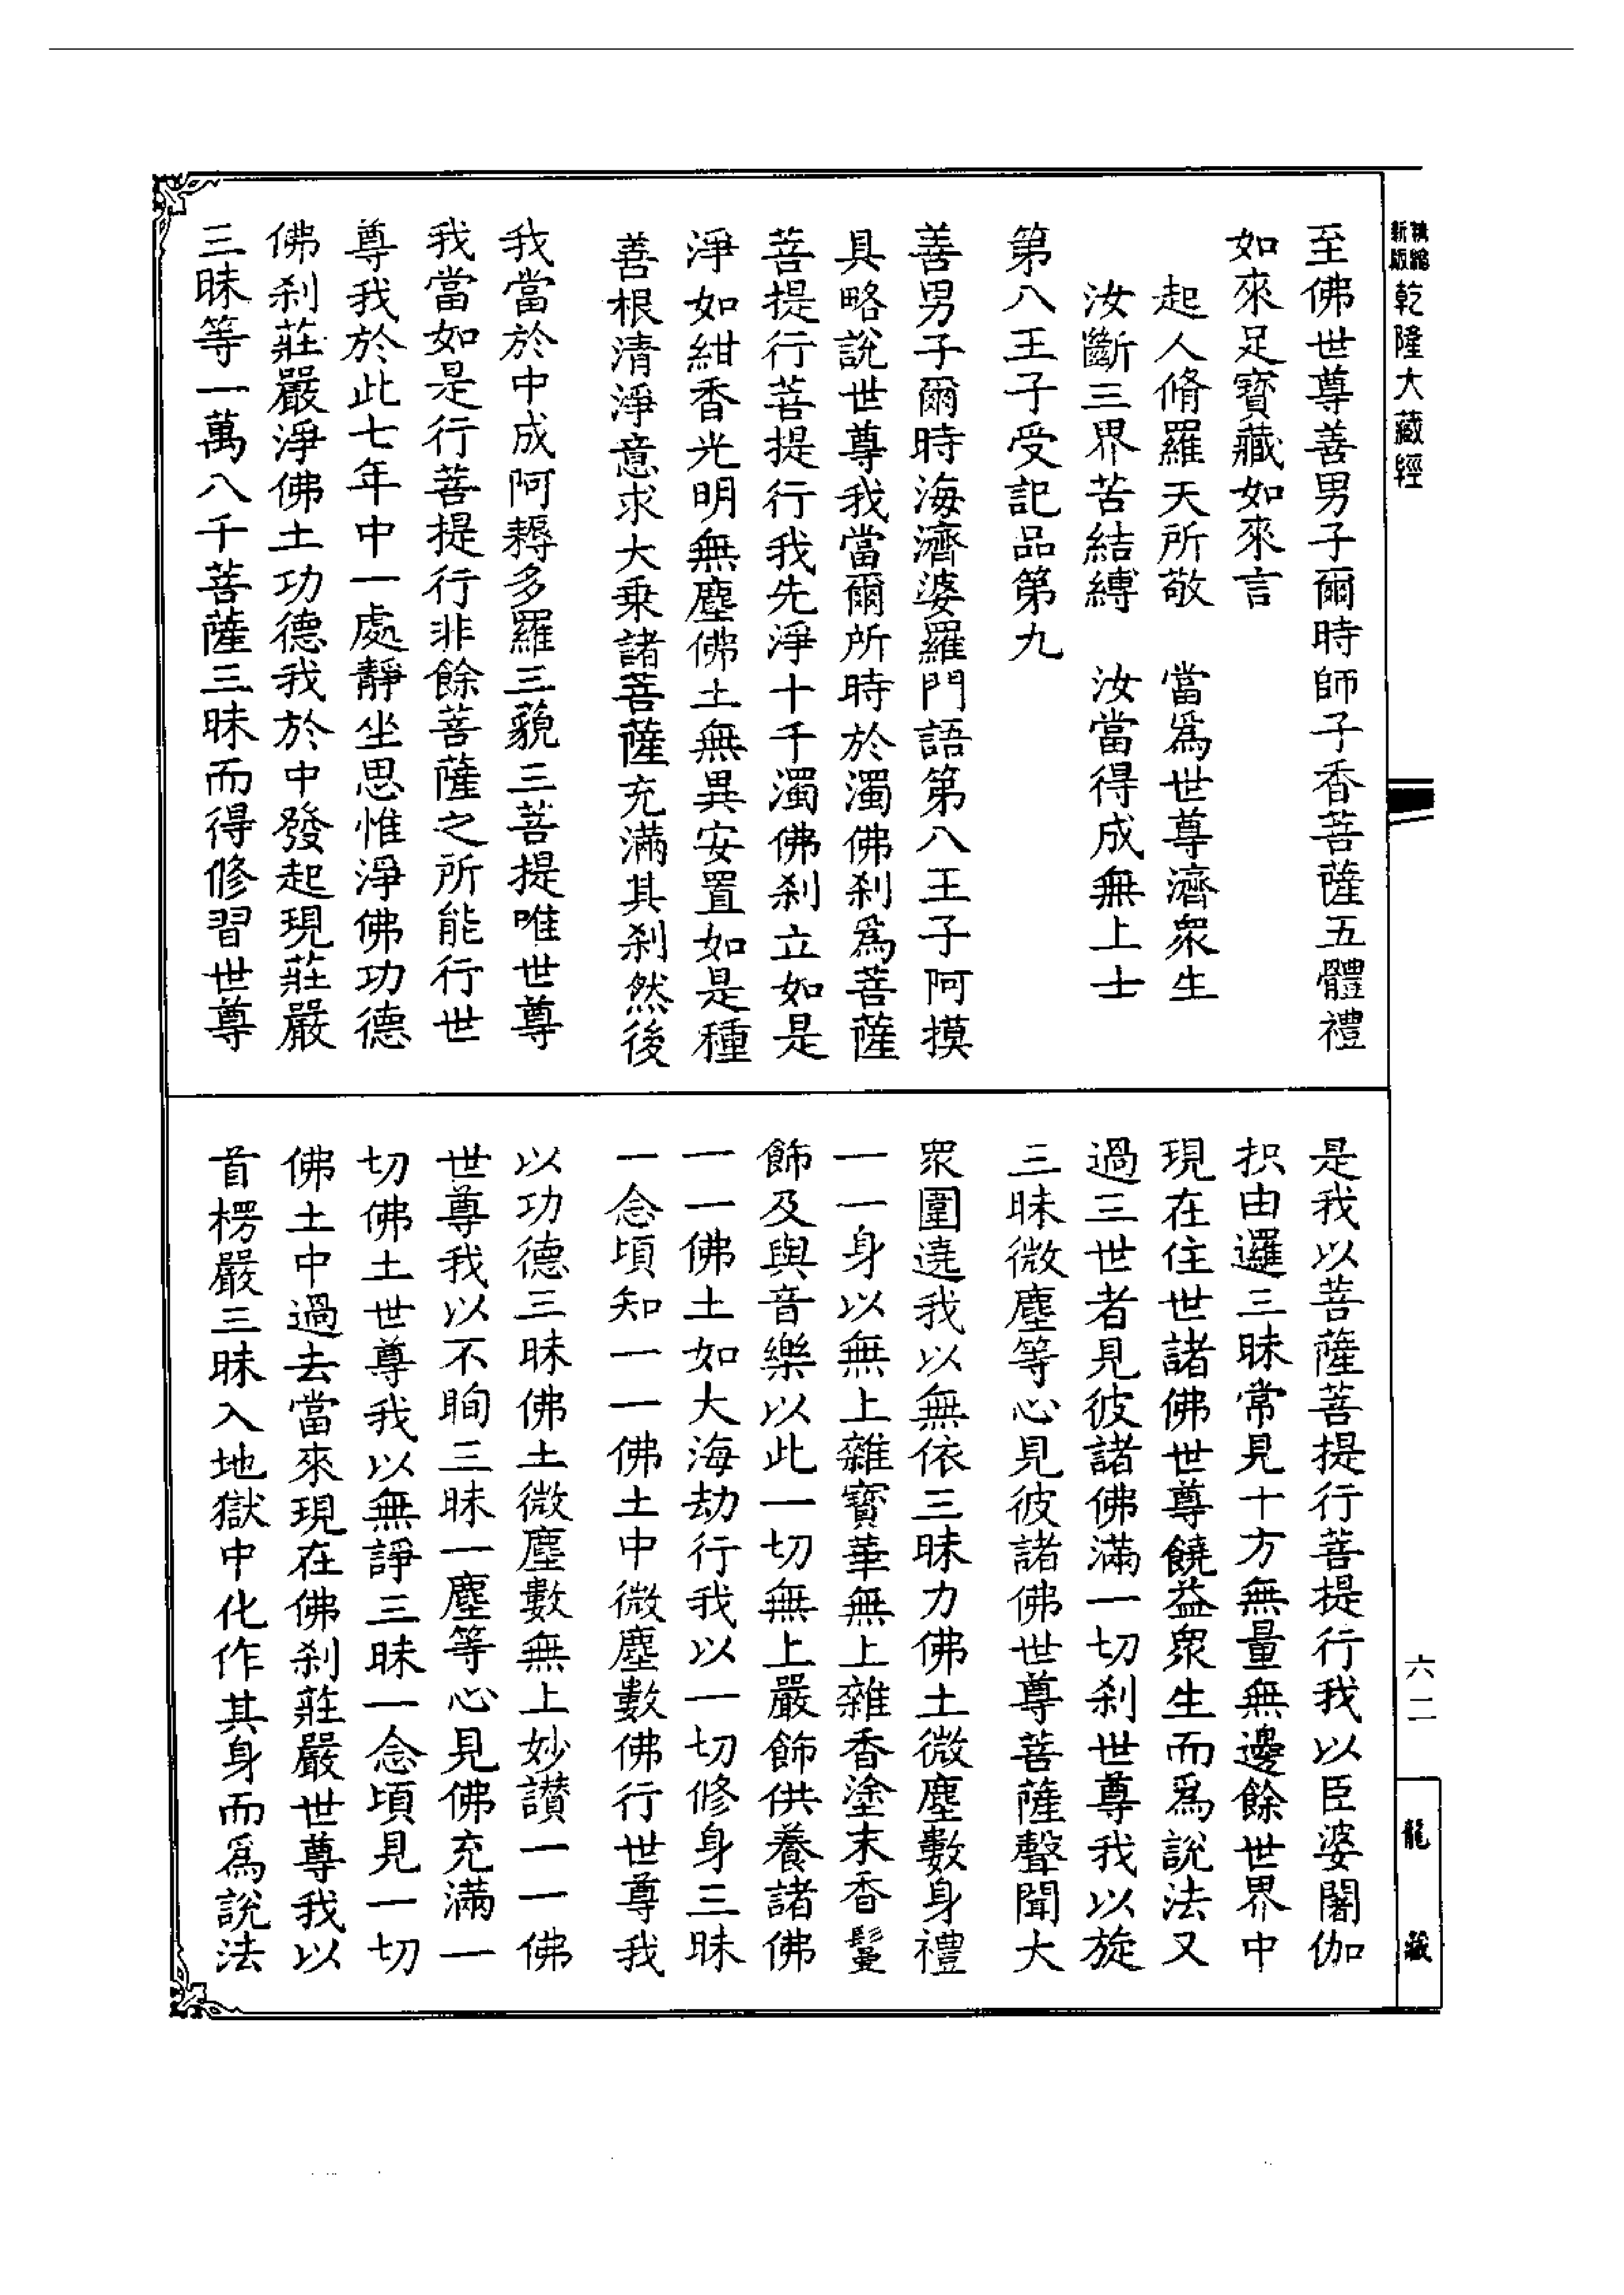 新版
乾隆大藏經
至佛世尊善男子爾時師子香菩薩五體禮
如來足寶藏如來言
起人脩羅天所敬　當爲世尊濟衆生
汝斷三界苦結縛　汝當得成無上士
第八王子受記品第九
善男子爾時海濟婆羅門語第八王子阿摸
具略說世尊我當爾所時於濁佛刹爲菩薩
菩提行菩提行我先淨十千濁佛刹立如是
淨如紺香光明無塵佛土無異安置如是種
善根清淨意求大乗諸菩薩充滿其刹然後
我當於中成阿耨多羅三藐三菩提唯世尊
我當如是行菩提行非餘菩薩之所能行世
尊我於此七年中一處靜坐思惟淨佛功德
佛刹莊嚴淨佛土功德我於中發起現莊嚴
三昧等一萬八千菩薩三昧而得修習世尊
是我以菩薩菩提行菩提行我以臣婆闍伽
抧由邏三昧常見十方無量無邊餘世界中
現在住世諸佛世尊饒益衆生而爲說法又
過三世者見彼諸佛滿一切刹世尊我以旋
三昧微塵等心見彼諸佛世尊菩薩聲聞大
衆圍遶我以無依三昧力佛土微塵數身禮
一一身以無上雜寶華無上雜香塗末香鬘
飾及與音樂以此一切無上嚴飾供養諸佛
一一佛土如大海劫行我以一切修身三昧
一念頃知一一佛土中微塵數佛行世尊我
以功德三昧佛土微塵數無上妙讃一一佛
世尊我以不眴三昧一塵等心見佛充滿一
切佛土世尊我以無諍三昧一念頃見一切
佛土中過去當來現在佛刹莊嚴世尊我以
首楞嚴三昧入地獄中化作其身而爲說法
六二
龍藏